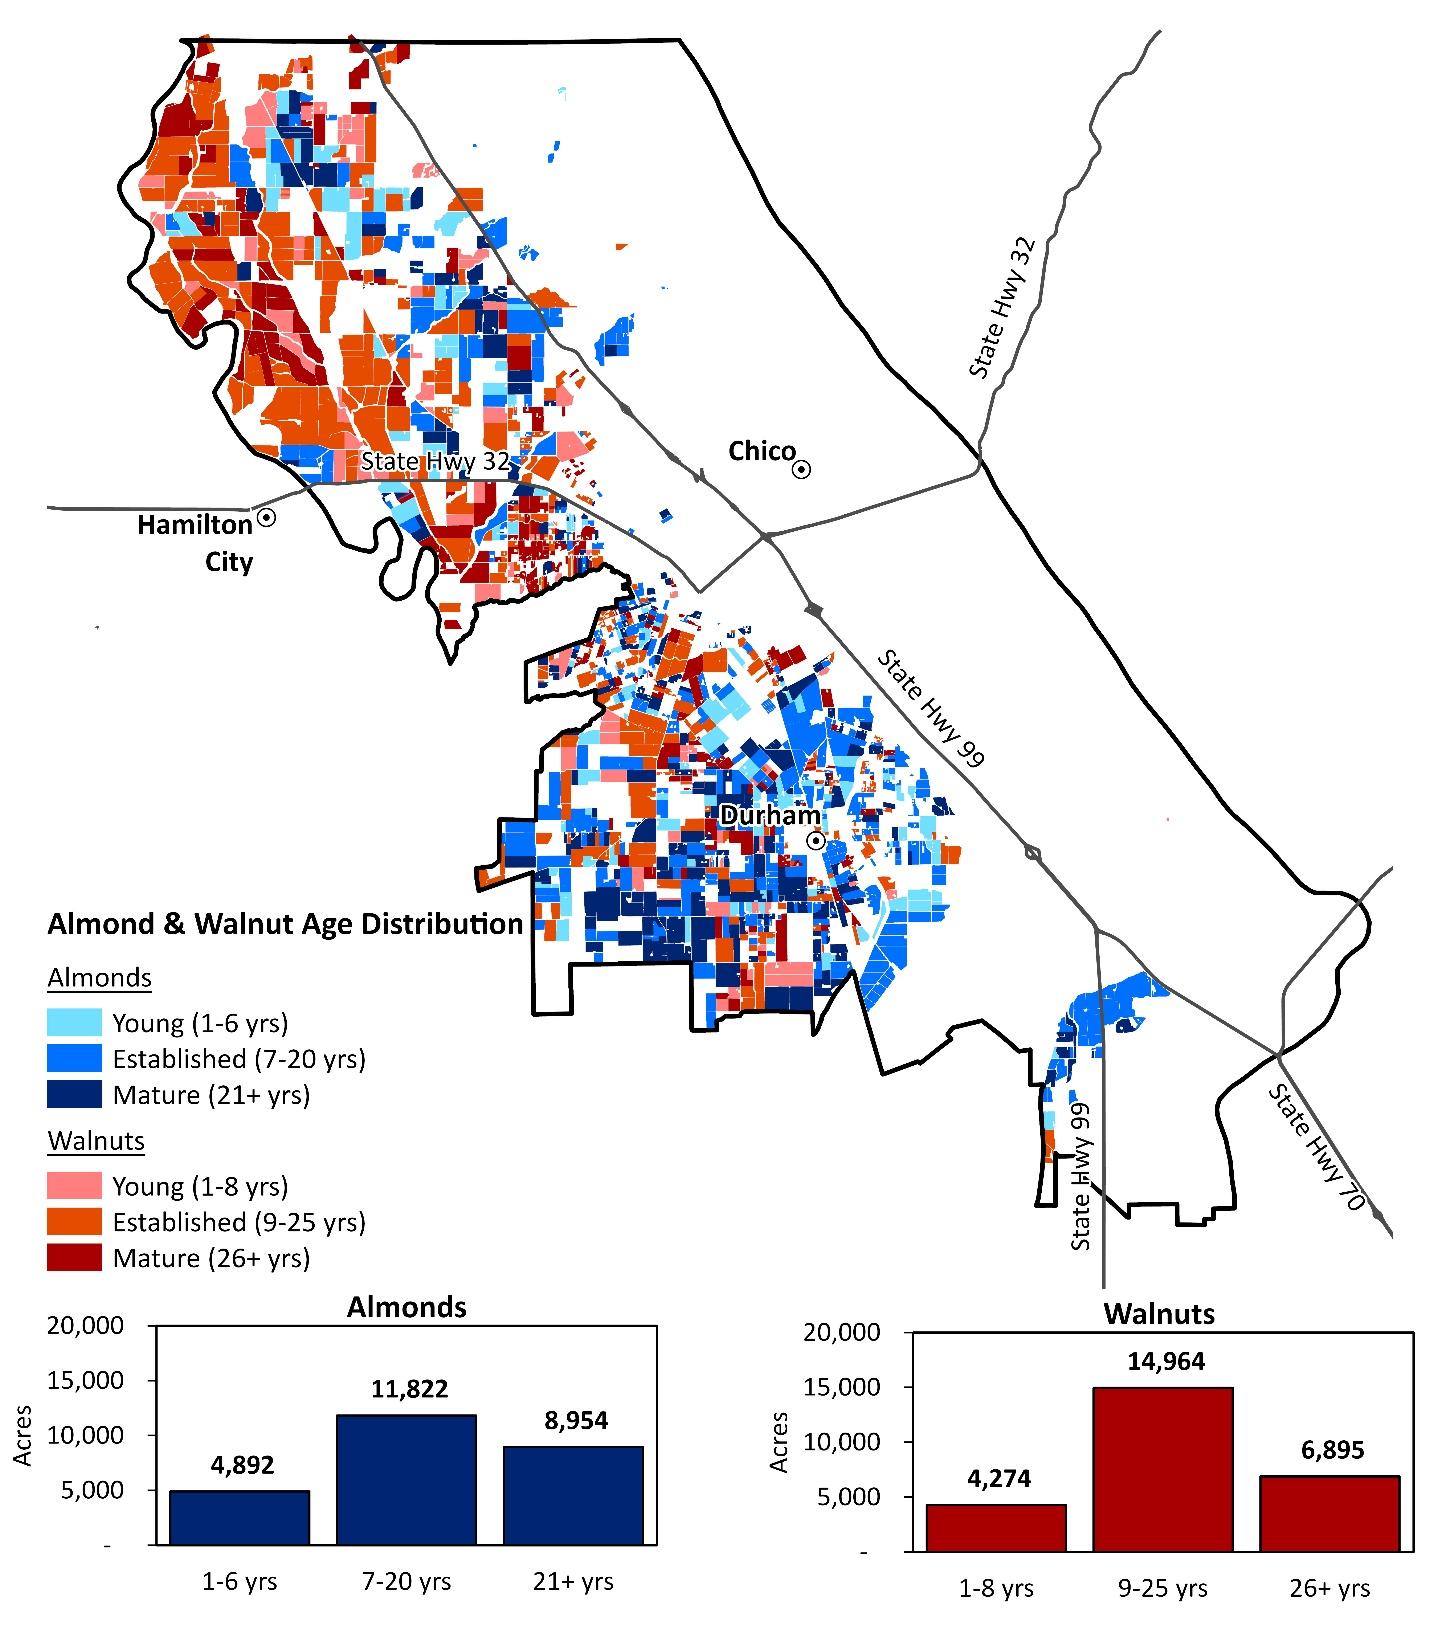 State Hwy 32
Chico
State Hwy 32
Hamilton
City
State Hwy 99
Durham
Almond & Walnut Age Distribution
Almonds
Young (1-6 yrs)
Established (7-20 yrs)
Mature (21+ yrs)
Walnuts
Young (1-8 yrs)
Established (9-25 yrs)
Mature (26+ yrs)
State Hwy 99
State Hwy 70
Almonds
20,000
15,000
10,000
5,000
-
Acres
4,892
11,822
8,954
1-6 yrs
7-20 yrs
21+ yrs
Walnuts
20,000
15,000
10,000
5,000
-
Acres
4,274
14,964
6,895
1-8 yrs
9-25 yrs
26+ yrs